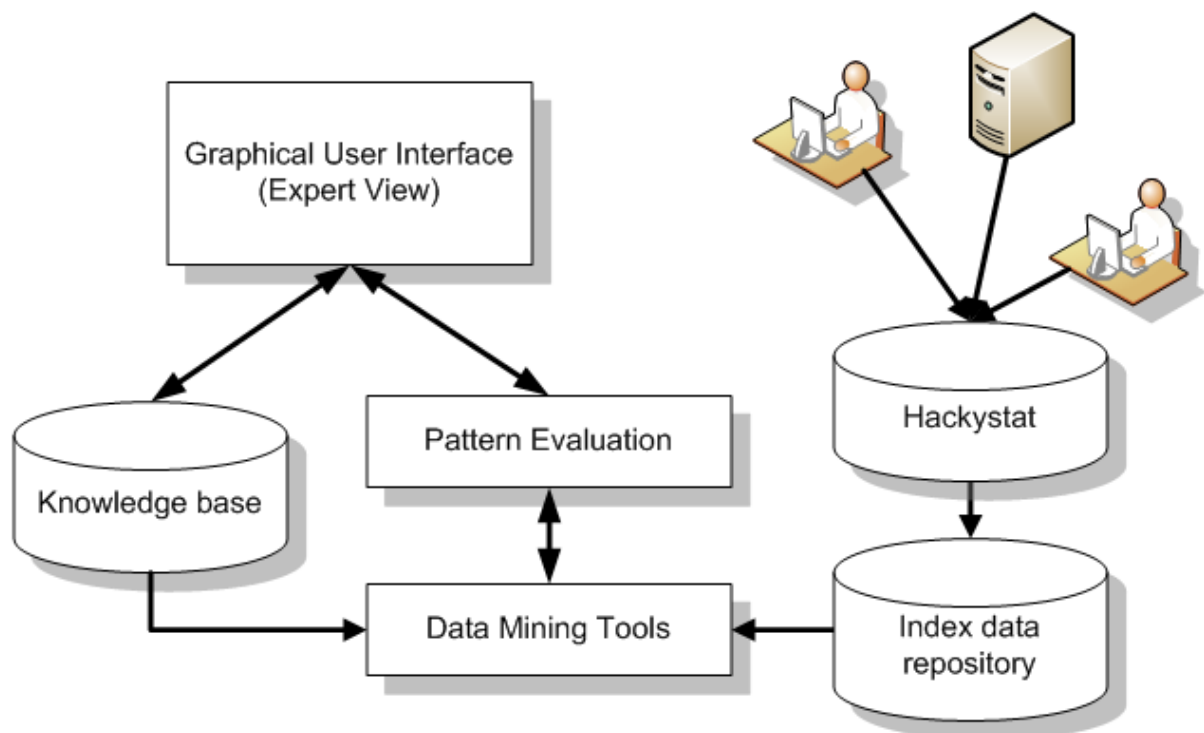 Graphical User Interface
(Expert View)
Hackystat
Pattern Evaluation
Knowledge base
Data Mining Tools
Index data
repository